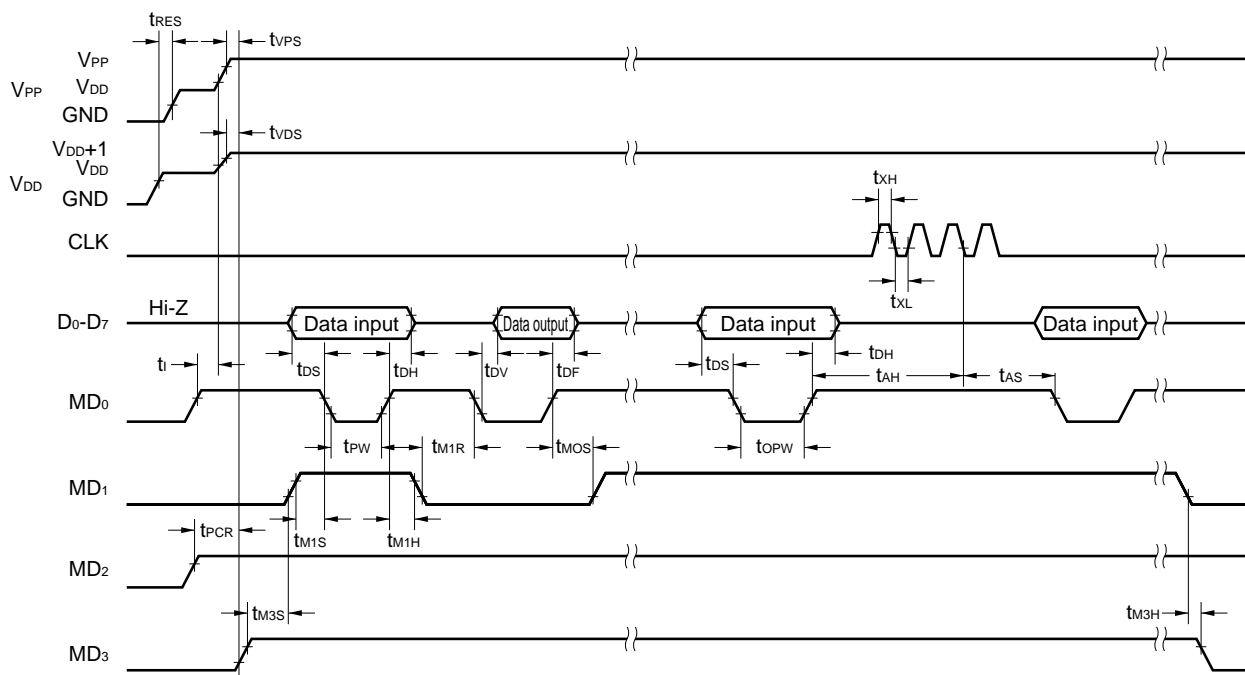 tRES
tVPS
VPP
VPP
VDD
GND
tVDS
VDD
VDD+1
VDD
GND
tXH
CLK
tXL
D0-D7
Hi-Z
Data input
Data output
Data input
Data input
tI
tDS
tDH
tDV
tDF
tDS
tDH
tAH
tAS
MD0
tPW
tM1R
tMOS
tOPW
MD1
tPCR
tM1S
tM1H
MD2
tM3S
tM3H
MD3